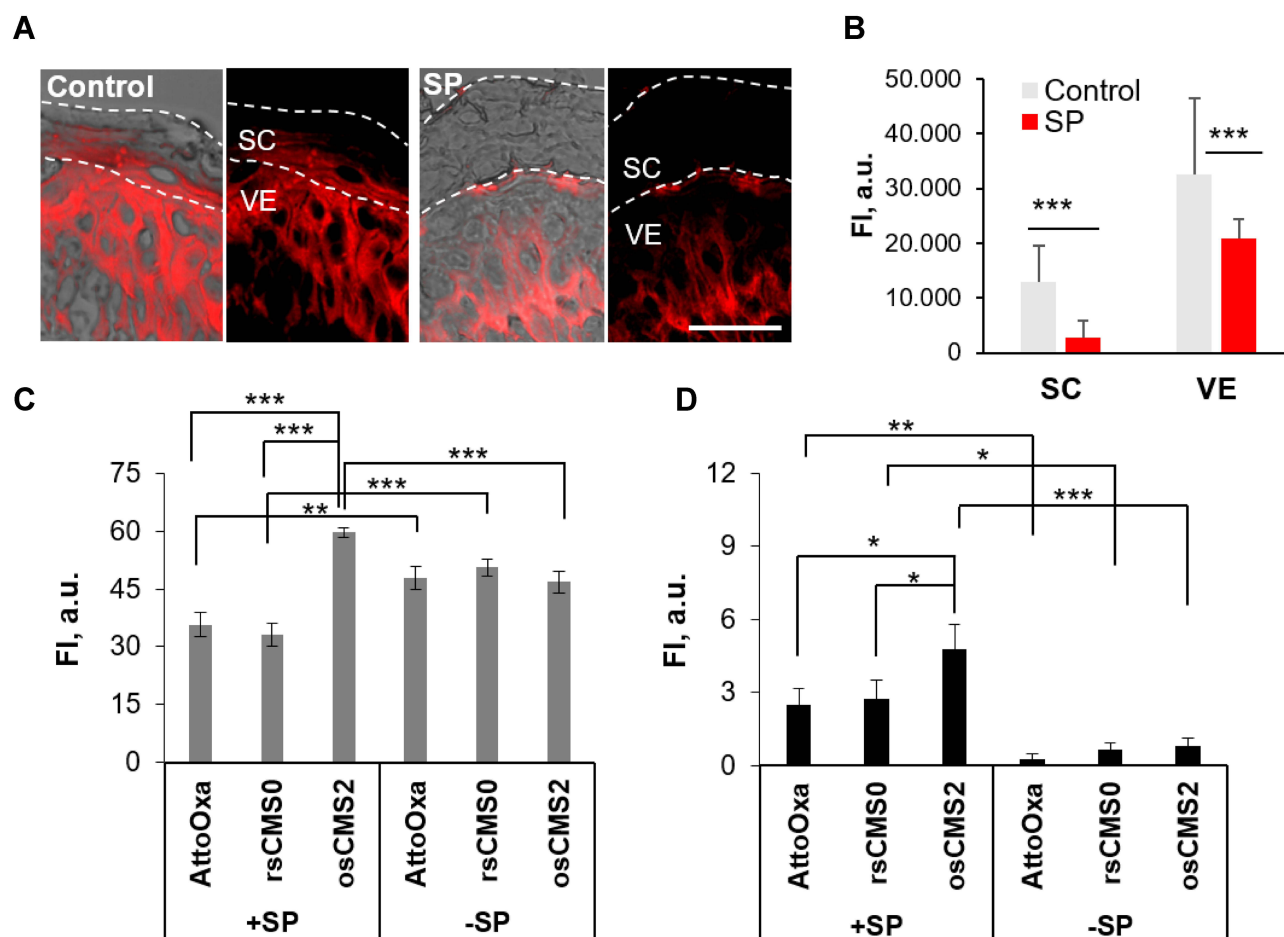 A
Control
SC
VE
SP
SC
VE
B
50.000
40.000
30.000
20.000
10.000
0
FI, a.u.
Control
SP
***
***
SC
VE
C
75
60
45
30
15
0
FI, a.u.
***
***
***
***
**
AttoOxa
rsCMS0
osCMS2
AttoOxa
rsCMS0
osCMS2
+SP
-SP
D
12
9
6
3
0
FI, a.u.
**
*
***
*
*
AttoOxa
rsCMS0
osCMS2
AttoOxa
rsCMS0
osCMS2
+SP
-SP